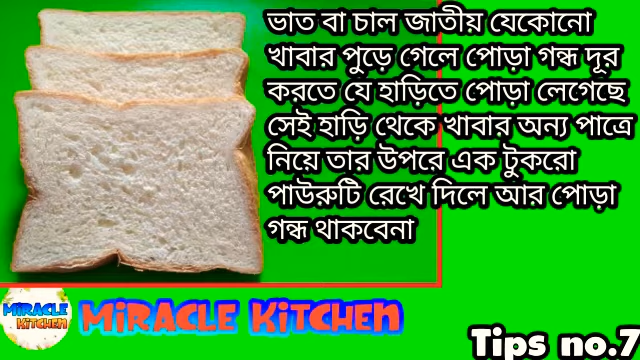 ভাত বা চাল জাতীয় যেকোনো
খাবার পুড়ে গেলে পোড়া গন্ধ দূর
করতে যে হাড়িতে পোড়া লেগেছে
সেই হাড়ি থেকে খাবার অন্য পাত্রে
নিয়ে তার উপরে এক টুকরো
পাউরুটি রেখে দিলে আর পোড়া
গন্ধ থাকবেনা
MiRACLE KiTCHEN
MiRACLE KiTCHEN
Tips no.7